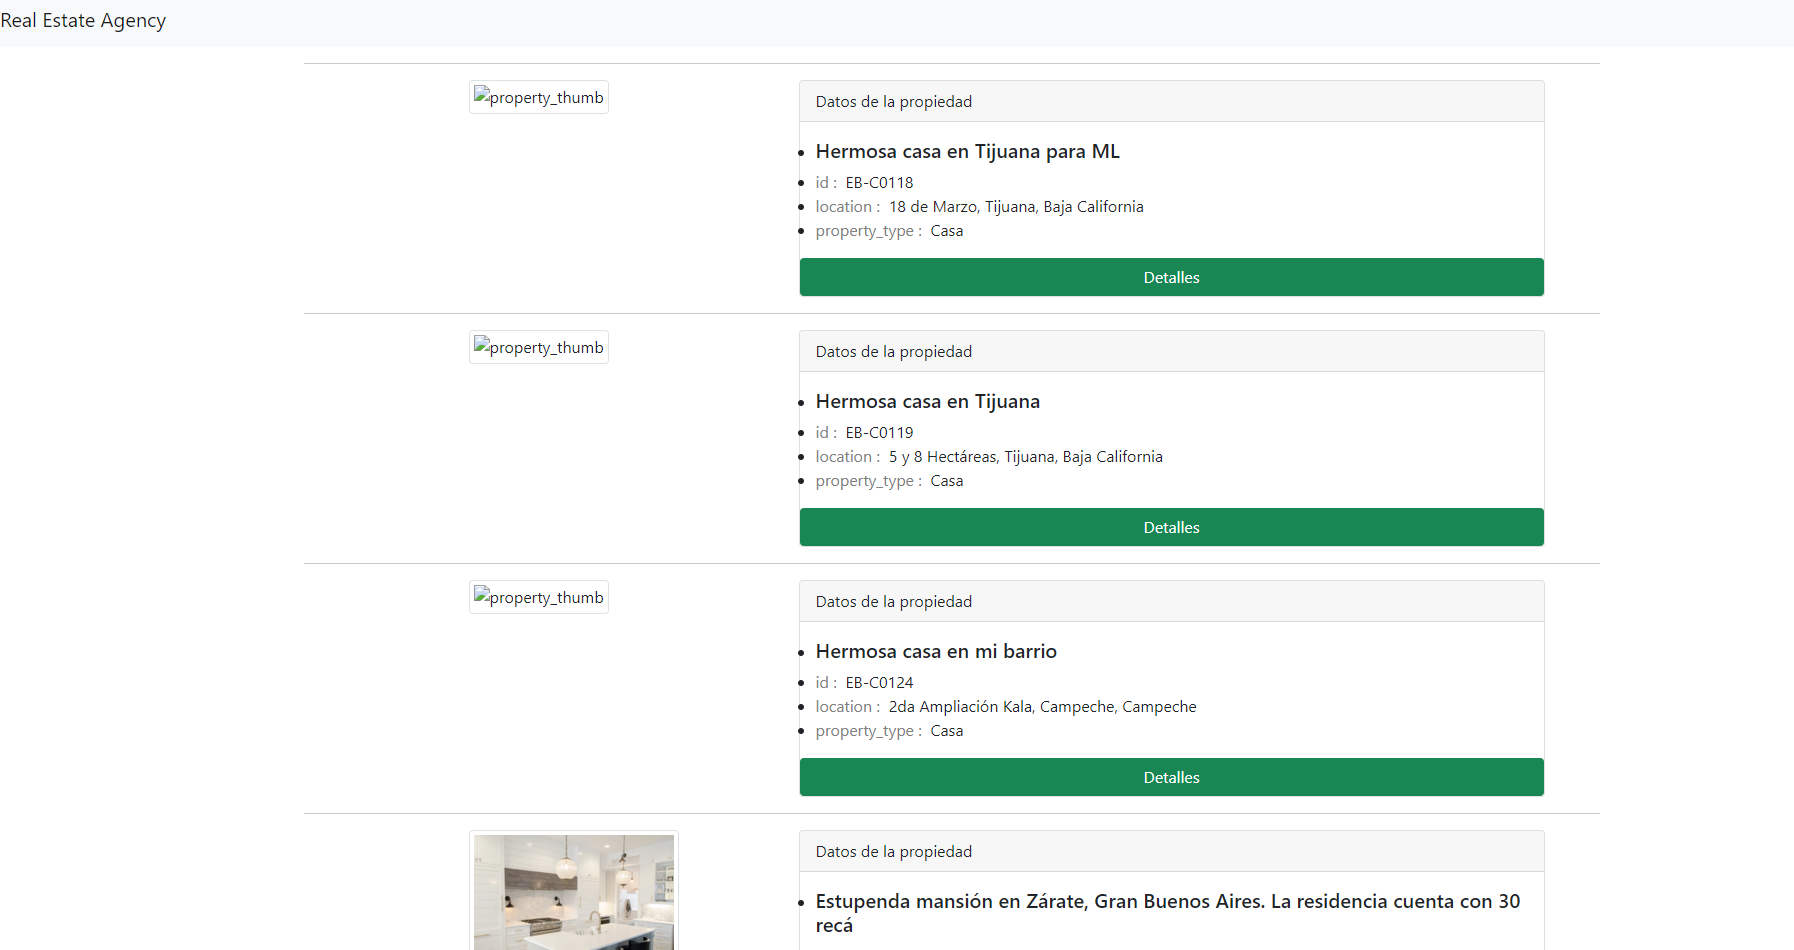 Real Estate Agency
property_thumb
Datos de la propiedad
Hermosa casa en Tijuana para ML
id : EB-C0118
location : 18 de Marzo, Tijuana, Baja California
property_type : Casa
Detalles
property_thumb
Datos de la propiedad
Hermosa casa en Tijuana
id : EB-C0119
location : 5 y 8 Hectáreas, Tijuana, Baja California
property_type : Casa
Detalles
property_thumb
Datos de la propiedad
Hermosa casa en mi barrio
id : EB-C0124
location : 2da Ampliación Kala, Campeche, Campeche
property_type : Casa
Detalles
Datos de la propiedad
Estupenda mansión en Zárate, Gran Buenos Aires. La residencia cuenta con 30
recá